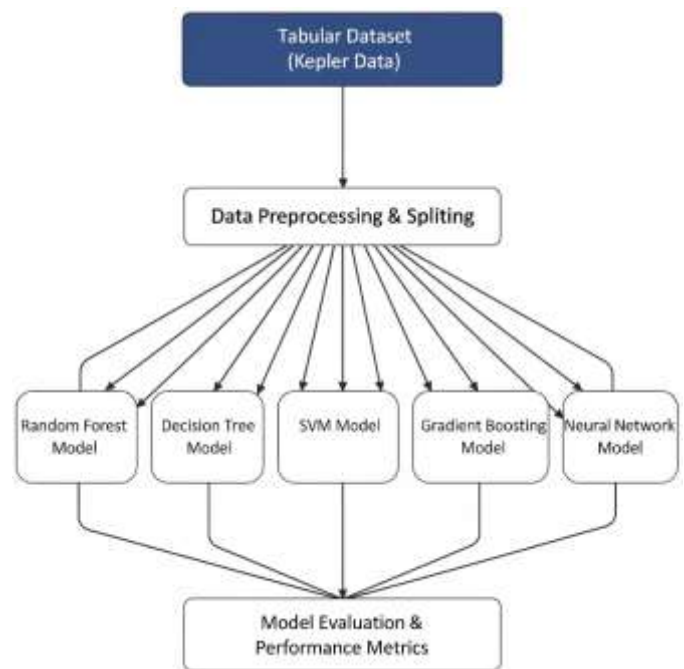 Tabular Dataset
(Kepler Data)
Data Preprocessing & Spliting
Random Forest
Model
Decision Tree
Model
SVM Model
Gradient Boosting
Model
Neural Network
Model
Model Evaluation &
Performance Metrics